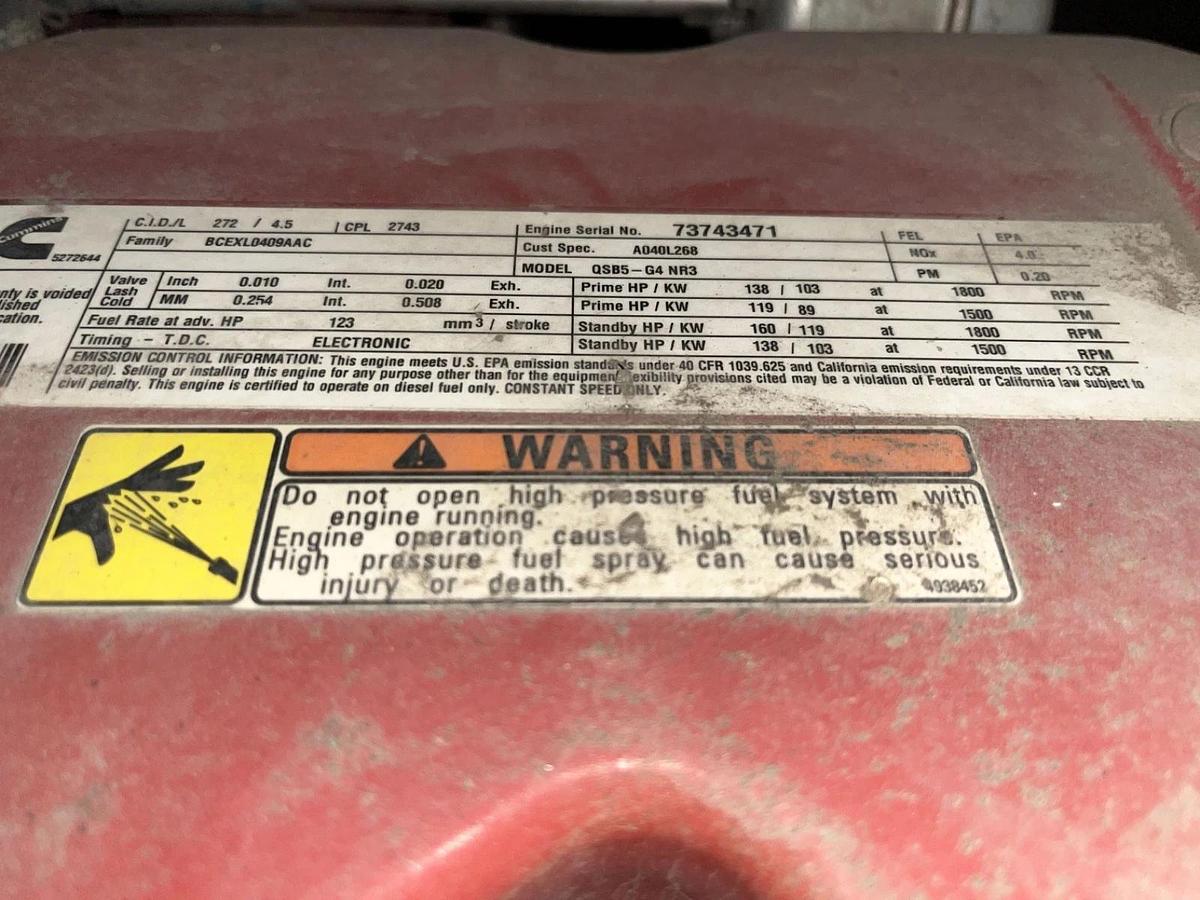 Cummins
5272644
C.I.D./L 272 / 4.5 CPL 2743
Family BCEXL0409AAC
Engine Serial No. 73743471
Cust Spec. A040L268
MODEL QSB5-G4 NR3
FEL EPA
NOx 4.0
PM 0.20
nty is voided
lished
cation.
Valve Lash Cold
Inch 0.010 Int. 0.020 Exh.
MM 0.254 Int. 0.508 Exh.
Fuel Rate at adv. HP 123 mm3 / stroke
Timing - T.D.C. ELECTRONIC
Prime HP / KW 138 / 103 at 1800 RPM
Prime HP / KW 119 / 89 at 1500 RPM
Standby HP / KW 160 / 119 at 1800 RPM
Standby HP / KW 138 / 103 at 1500 RPM
EMISSION CONTROL INFORMATION: This engine meets U.S. EPA emission standards under 40 CFR 1039.625 and California emission requirements under 13 CCR
2423(d). Selling or installing this engine for any purpose other than for the equipment flexibility provisions cited may be a violation of Federal or California law subject to
civil penalty. This engine is certified to operate on diesel fuel only. CONSTANT SPEED ONLY.
WARNING
Do not open high pressure fuel system with
engine running.
Engine operation causes high fuel pressure.
High pressure fuel spray can cause serious
injury or death.
4938452